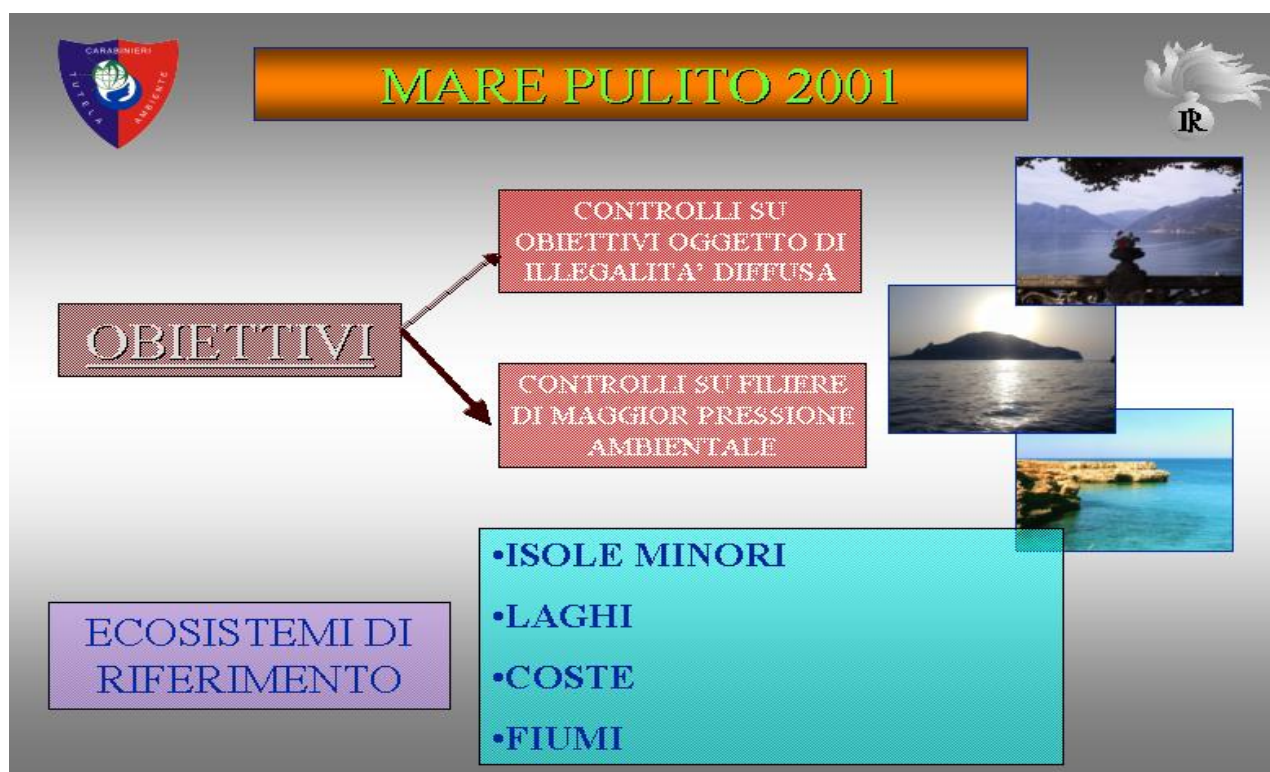 CARABINIERI
TUTELA AMBIENTE
MARE PULITO 2001
RI
CONTROLLI SU
OBIETTIVI OGGETTO DI
ILLEGALITA' DIFFUSA
OBIETTIVI
CONTROLLI SU FILIERE
DI MAGGIOR PRESSIONE
AMBIENTALE
•ISOLE MINORI
•LAGHI
•COSTE
•FIUMI
ECOSISTEMI DI
RIFERIMENTO